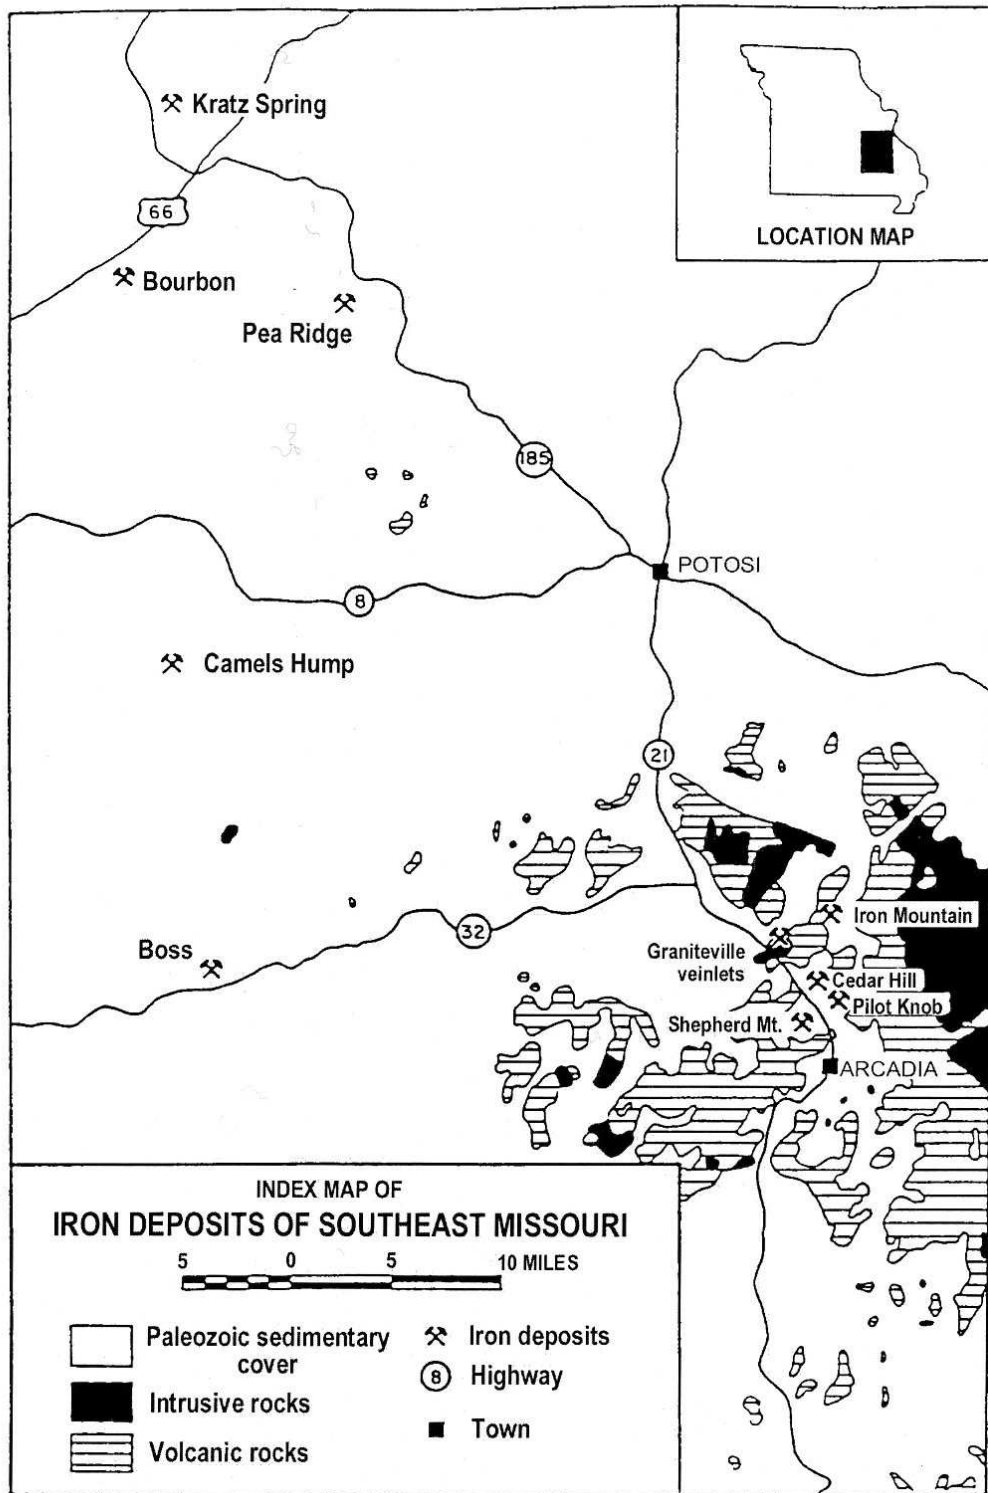 Kratz Spring
LOCATION MAP
66
Bourbon
Pea Ridge
185
POTOSI
8
Camels Hump
21
Iron Mountain
32
Boss
Graniteville
veinlets
Cedar Hill
Pilot Knob
Shepherd Mt.
ARCADIA
INDEX MAP OF
IRON DEPOSITS OF SOUTHEAST MISSOURI
5 0 5 10 MILES
Paleozoic sedimentary
cover
Intrusive rocks
Volcanic rocks
Iron deposits
8 Highway
Town